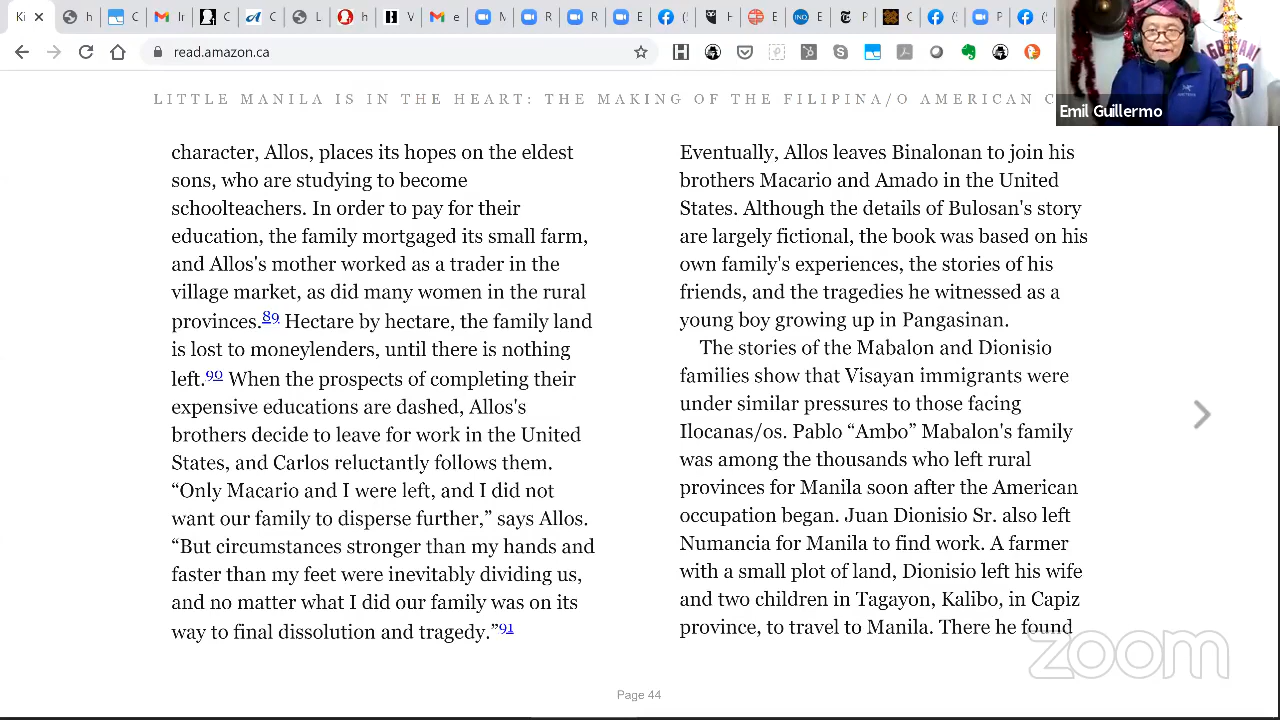 Ki
C
M
In
C
C
L
h
V
e
M
R
R
E
(
H
E
E
P
C
(
P
(
read.amazon.ca
LITTLE MANILA IS IN THE HEART: THE MAKING OF THE FILIPINA/O AMERICAN C
Emil Guillermo
character, Allos, places its hopes on the eldest
sons, who are studying to become
schoolteachers. In order to pay for their
education, the family mortgaged its small farm,
and Allos's mother worked as a trader in the
village market, as did many women in the rural
provinces.89 Hectare by hectare, the family land
is lost to moneylenders, until there is nothing
left.90 When the prospects of completing their
expensive educations are dashed, Allos's
brothers decide to leave for work in the United
States, and Carlos reluctantly follows them.
“Only Macario and I were left, and I did not
want our family to disperse further,” says Allos.
“But circumstances stronger than my hands and
faster than my feet were inevitably dividing us,
and no matter what I did our family was on its
way to final dissolution and tragedy.”91
Eventually, Allos leaves Binalonan to join his
brothers Macario and Amado in the United
States. Although the details of Bulosan's story
are largely fictional, the book was based on his
own family's experiences, the stories of his
friends, and the tragedies he witnessed as a
young boy growing up in Pangasinan.
The stories of the Mabalon and Dionisio
families show that Visayan immigrants were
under similar pressures to those facing
Ilocanas/os. Pablo “Ambo” Mabalon's family
was among the thousands who left rural
provinces for Manila soon after the American
occupation began. Juan Dionisio Sr. also left
Numancia for Manila to find work. A farmer
with a small plot of land, Dionisio left his wife
and two children in Tagayon, Kalibo, in Capiz
province, to travel to Manila. There he found
zoom
Page 44